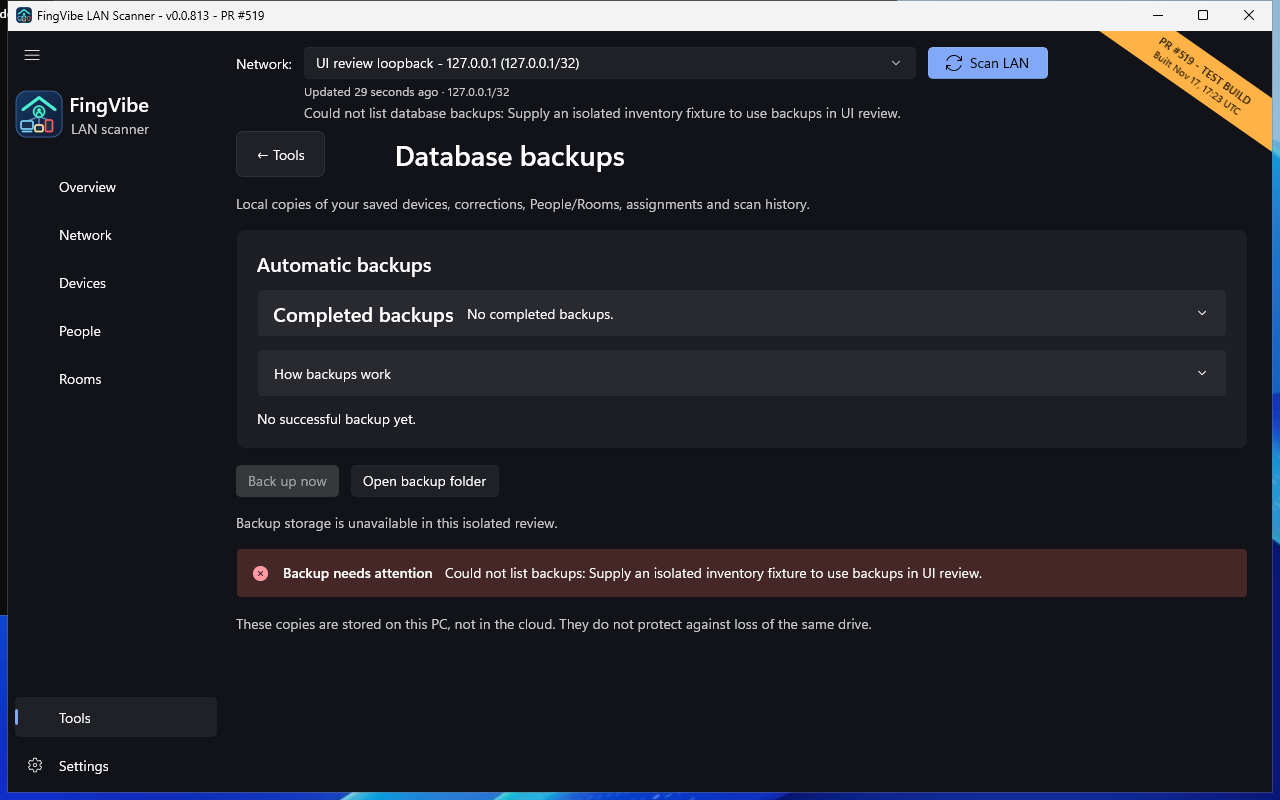 FingVibe LAN Scanner - v0.0.813 - PR #519
Network:
UI review loopback - 127.0.0.1 (127.0.0.1/32)
Scan LAN
PR #519 - TEST BUILD
Built Nov 17, 17:23 UTC
Updated 29 seconds ago · 127.0.0.1/32
Could not list database backups: Supply an isolated inventory fixture to use backups in UI review.
FingVibe
LAN scanner
Overview
Network
Devices
People
Rooms
Tools
Settings
← Tools
Database backups
Local copies of your saved devices, corrections, People/Rooms, assignments and scan history.
Automatic backups
Completed backups No completed backups.
How backups work
No successful backup yet.
Back up now
Open backup folder
Backup storage is unavailable in this isolated review.
Backup needs attention Could not list backups: Supply an isolated inventory fixture to use backups in UI review.
These copies are stored on this PC, not in the cloud. They do not protect against loss of the same drive.